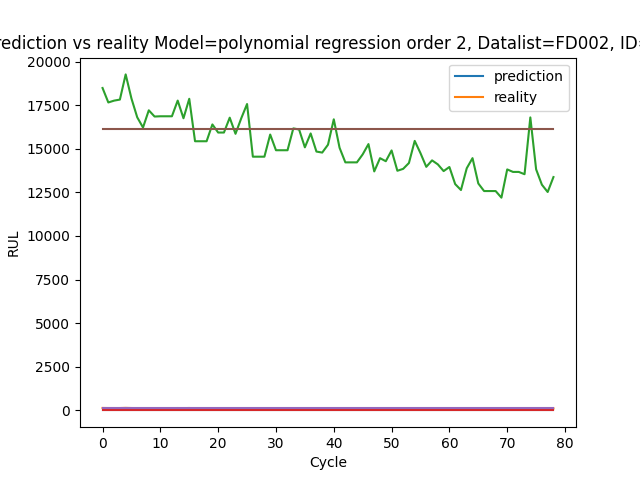 rediction vs reality Model=polynomial regression order 2, Datalist=FD002, ID=
20000
17500
15000
12500
10000
7500
5000
2500
0
RUL
prediction
reality
0 10 20 30 40 50 60 70 80
Cycle